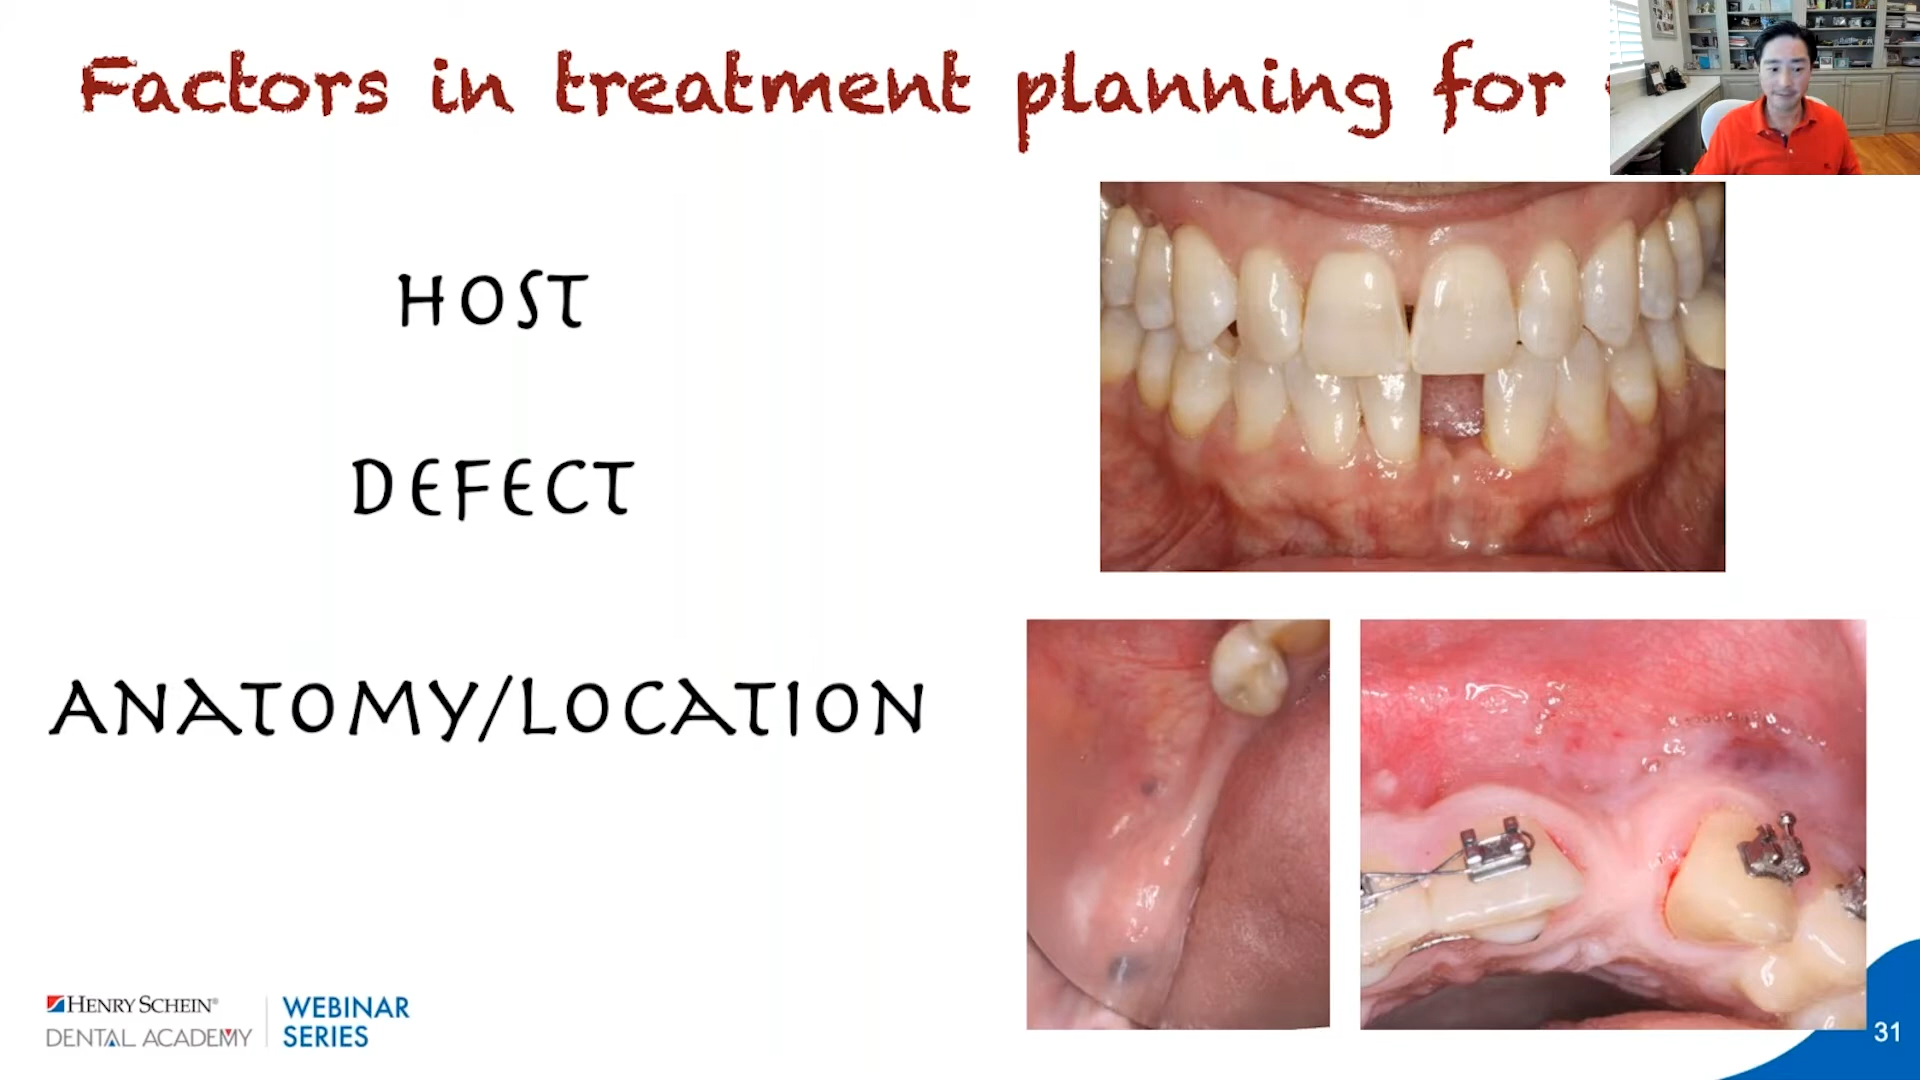 Factors in treatment planning for
HOST
DEFECT
ANATOMY/LOCATION
HENRY SCHEIN®
DENTAL ACADEMY
WEBINAR
SERIES
31